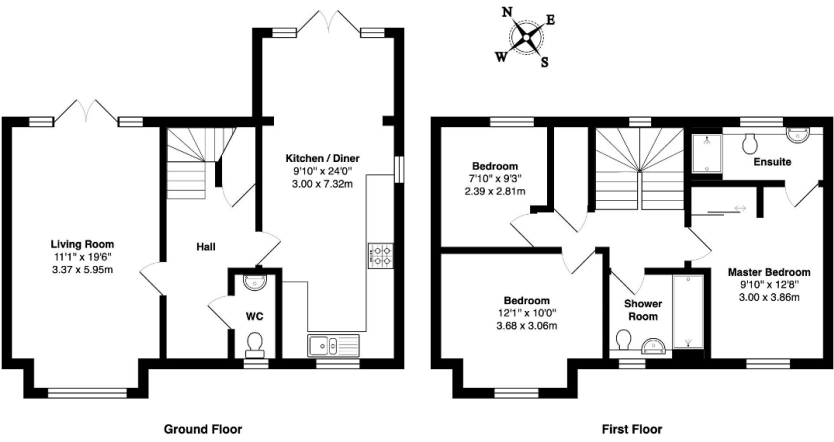 N
E
W
S
Kitchen / Diner
9'10" x 24'0"
3.00 x 7.32m
Living Room
11'1" x 19'6"
3.37 x 5.95m
Hall
WC
Ground Floor
Bedroom
7'10" x 9'3"
2.39 x 2.81m
Ensuite
Master Bedroom
9'10" x 12'8"
3.00 x 3.86m
Bedroom
12'1" x 10'0"
3.68 x 3.06m
Shower
Room
First Floor